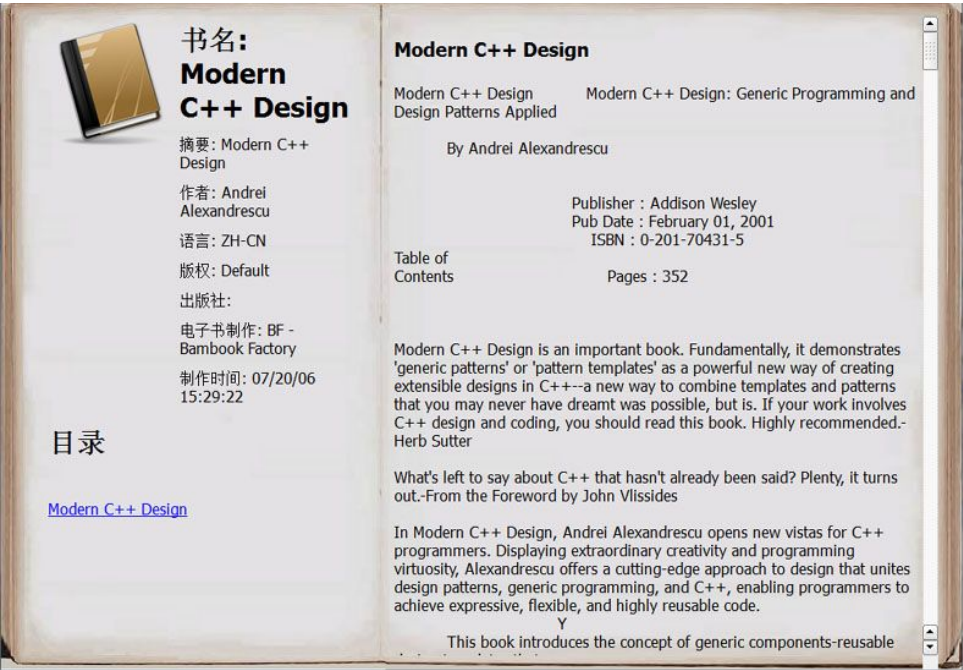 书名:
Modern
C++ Design
摘要: Modern C++
Design
作者: Andrei
Alexandrescu
语言: ZH-CN
版权: Default
出版社:
电子书制作: BF -
Bambook Factory
制作时间: 07/20/06
15:29:22
目录
Modern C++ Design
Modern C++ Design
Modern C++ Design Modern C++ Design: Generic Programming and
Design Patterns Applied
By Andrei Alexandrescu
Publisher : Addison Wesley
Pub Date : February 01, 2001
ISBN : 0-201-70431-5
Table of
Contents Pages : 352
Modern C++ Design is an important book. Fundamentally, it demonstrates
'generic patterns' or 'pattern templates' as a powerful new way of creating
extensible designs in C++--a new way to combine templates and patterns
that you may never have dreamt was possible, but is. If your work involves
C++ design and coding, you should read this book. Highly recommended.-
Herb Sutter
What's left to say about C++ that hasn't already been said? Plenty, it turns
out.-From the Foreword by John Vlissides
In Modern C++ Design, Andrei Alexandrescu opens new vistas for C++
programmers. Displaying extraordinary creativity and programming
virtuosity, Alexandrescu offers a cutting-edge approach to design that unites
design patterns, generic programming, and C++, enabling programmers to
achieve expressive, flexible, and highly reusable code.
Y
This book introduces the concept of generic components-reusable